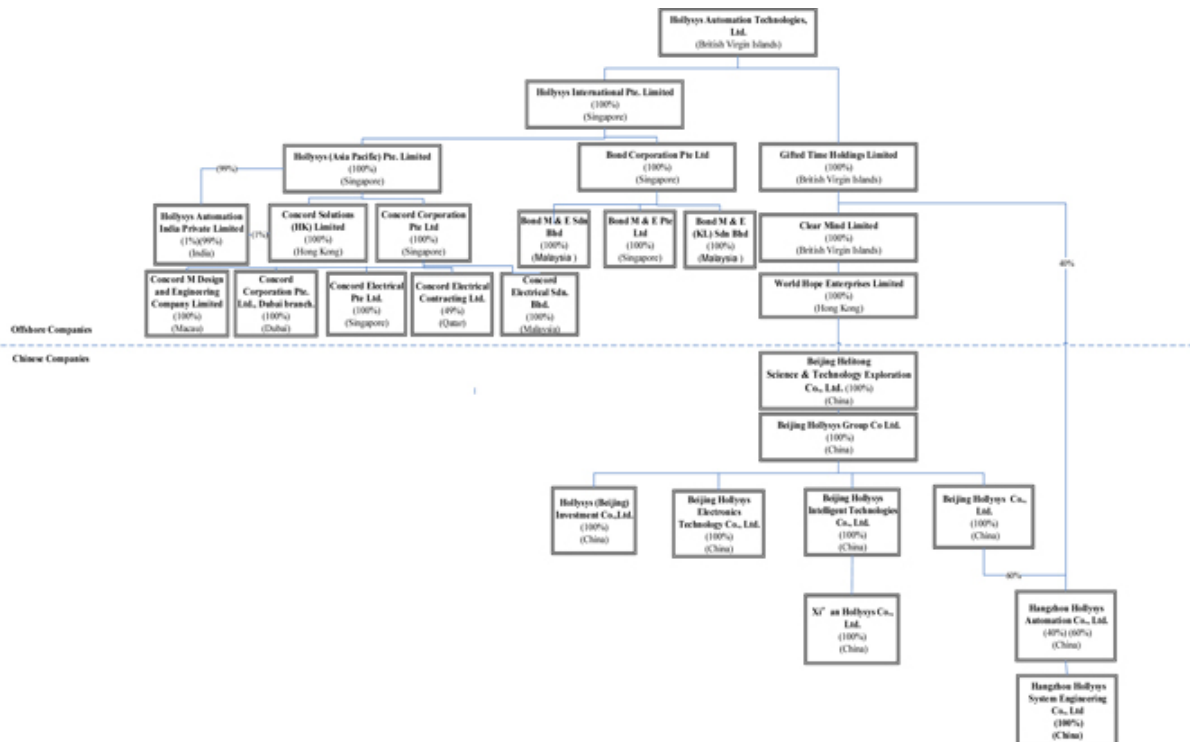 Hollysys Automation Technologies,
Ltd.
(British Virgin Islands)
Hollysys International Pte. Limited
(100%)
(Singapore)
Hollysys (Asia Pacific) Pte. Limited
(100%)
(Singapore)
Bond Corporation Pte Ltd
(100%)
(Singapore)
Gifted Time Holdings Limited
(100%)
(British Virgin Islands)
(99%)
Hollysys Automation
India Private Limited
(1%)(99%)
(India)
(1%)
Concord Solutions
(HK) Limited
(100%)
(Hong Kong)
Concord Corporation
Pte Ltd
(100%)
(Singapore)
Bond M & E Sdn
Bhd
(100%)
(Malaysia )
Bond M & E Pte
Ltd
(100%)
(Singapore)
Bond M & E
(KL) Sdn Bhd
(100%)
(Malaysia )
Clear Mind Limited
(100%)
(British Virgin Islands)
40%
Concord M Design
and Engineering
Company Limited
(100%)
(Macau)
Concord
Corporation Pte.
Ltd., Dubai branch.
(100%)
(Dubai)
Concord Electrical
Pte Ltd.
(100%)
(Singapore)
Concord Electrical
Contracting Ltd.
(49%)
(Qatar)
Concord
Electrical Sdn.
Bhd.
(100%)
(Malaysia)
World Hope Enterprises Limited
(100%)
(Hong Kong)
Offshore Companies
Chinese Companies
Beijing Helitong
Science & Technology Exploration
Co., Ltd. (100%)
(China)
Beijing Hollysys Group Co Ltd.
(100%)
(China)
Hollysys (Beijing)
Investment Co.,Ltd.
(100%)
(China)
Beijing Hollysys
Electronics
Technology Co., Ltd.
(100%)
(China)
Beijing Hollysys
Intelligent Technologies
Co., Ltd.
(100%)
(China)
Beijing Hollysys Co.,
Ltd.
(100%)
(China)
60%
Xi’an Hollysys Co.,
Ltd.
(100%)
(China)
Hangzhou Hollysys
Automation Co., Ltd.
(40%) (60%)
(China)
Hangzhou Hollysys
System Engineering
Co., Ltd
(100%)
(China)